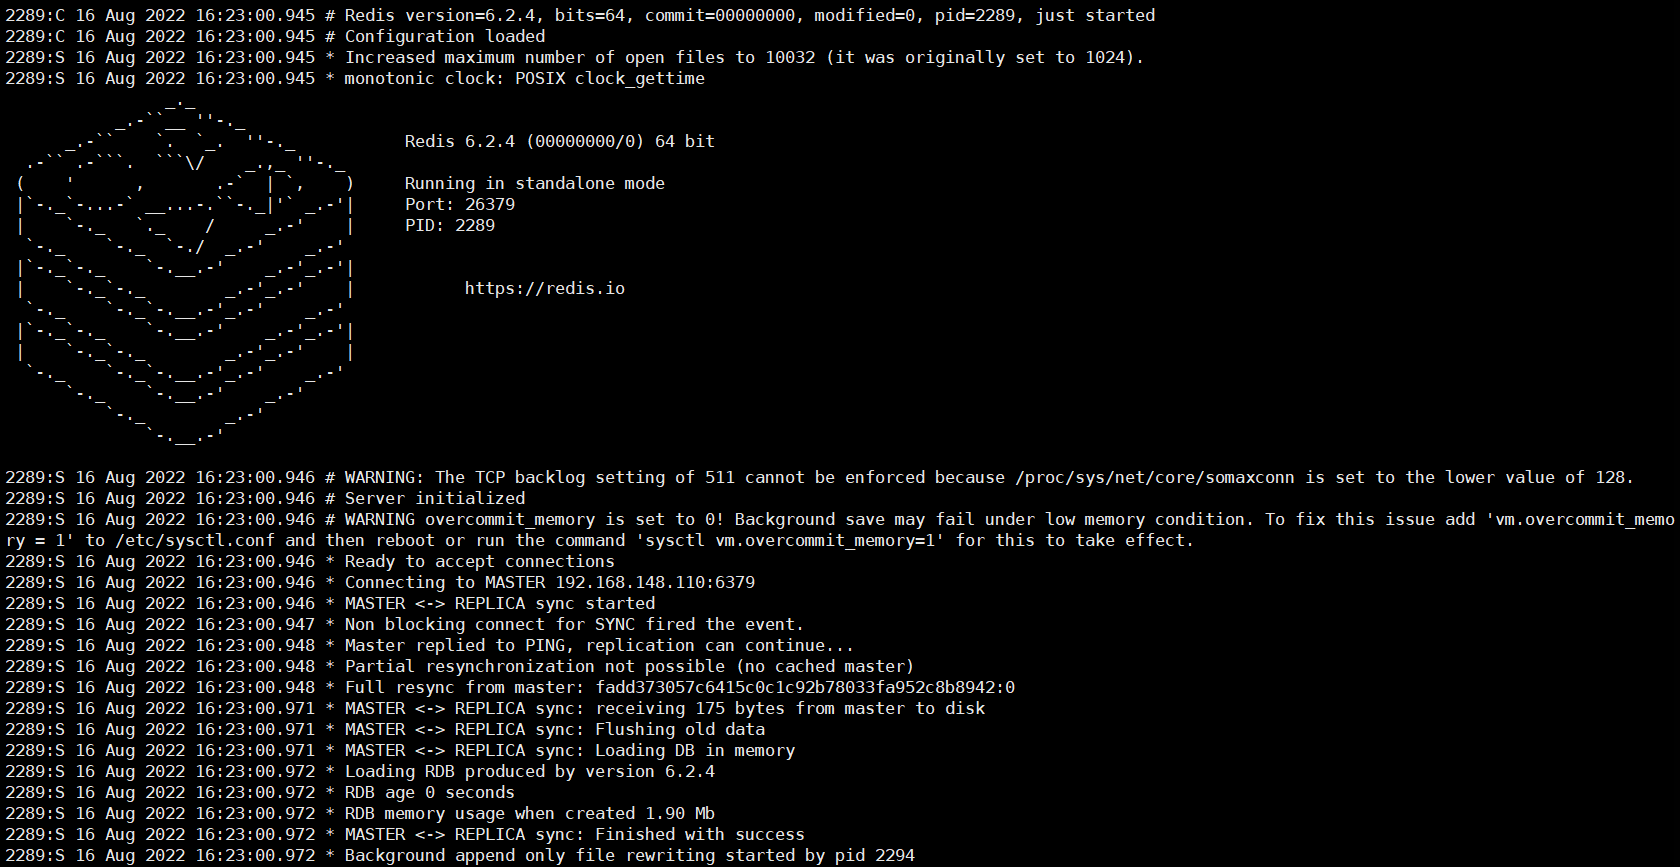 2289:C 16 Aug 2022 16:23:00.945 # Redis version=6.2.4, bits=64, commit=00000000, modified=0, pid=2289, just started
2289:C 16 Aug 2022 16:23:00.945 # Configuration loaded
2289:S 16 Aug 2022 16:23:00.945 * Increased maximum number of open files to 10032 (it was originally set to 1024).
2289:S 16 Aug 2022 16:23:00.945 * monotonic clock: POSIX clock_gettime
Redis 6.2.4 (00000000/0) 64 bit
Running in standalone mode
Port: 26379
PID: 2289
https://redis.io
2289:S 16 Aug 2022 16:23:00.946 # WARNING: The TCP backlog setting of 511 cannot be enforced because /proc/sys/net/core/somaxconn is set to the lower value of 128.
2289:S 16 Aug 2022 16:23:00.946 # Server initialized
2289:S 16 Aug 2022 16:23:00.946 # WARNING overcommit_memory is set to 0! Background save may fail under low memory condition. To fix this issue add 'vm.overcommit_memo
ry = 1' to /etc/sysctl.conf and then reboot or run the command 'sysctl vm.overcommit_memory=1' for this to take effect.
2289:S 16 Aug 2022 16:23:00.946 * Ready to accept connections
2289:S 16 Aug 2022 16:23:00.946 * Connecting to MASTER 192.168.148.110:6379
2289:S 16 Aug 2022 16:23:00.946 * MASTER <-> REPLICA sync started
2289:S 16 Aug 2022 16:23:00.947 * Non blocking connect for SYNC fired the event.
2289:S 16 Aug 2022 16:23:00.948 * Master replied to PING, replication can continue...
2289:S 16 Aug 2022 16:23:00.948 * Partial resynchronization not possible (no cached master)
2289:S 16 Aug 2022 16:23:00.948 * Full resync from master: fadd373057c6415c0c1c92b78033fa952c8b8942:0
2289:S 16 Aug 2022 16:23:00.971 * MASTER <-> REPLICA sync: receiving 175 bytes from master to disk
2289:S 16 Aug 2022 16:23:00.971 * MASTER <-> REPLICA sync: Flushing old data
2289:S 16 Aug 2022 16:23:00.971 * MASTER <-> REPLICA sync: Loading DB in memory
2289:S 16 Aug 2022 16:23:00.972 * Loading RDB produced by version 6.2.4
2289:S 16 Aug 2022 16:23:00.972 * RDB age 0 seconds
2289:S 16 Aug 2022 16:23:00.972 * RDB memory usage when created 1.90 Mb
2289:S 16 Aug 2022 16:23:00.972 * MASTER <-> REPLICA sync: Finished with success
2289:S 16 Aug 2022 16:23:00.972 * Background append only file rewriting started by pid 2294